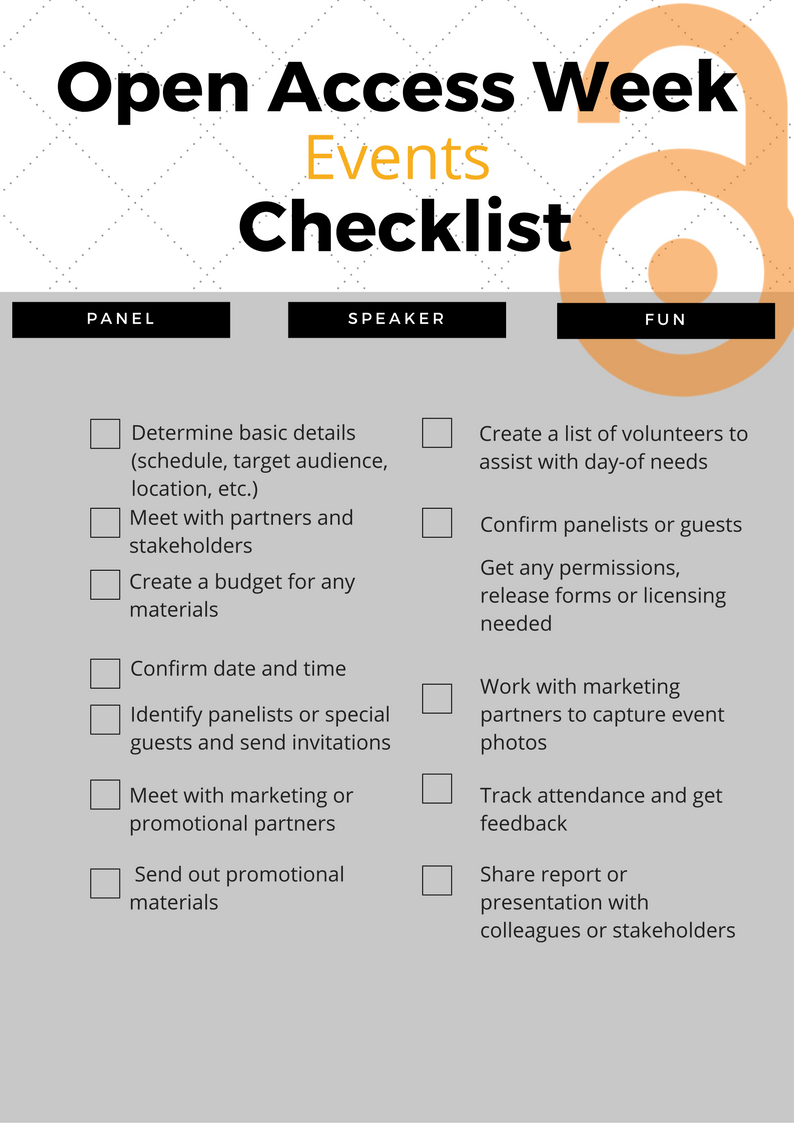 Open Access Week
Events
Checklist
PANEL
SPEAKER
FUN
Determine basic details
(schedule, target audience,
location, etc.)
Meet with partners and
stakeholders
Create a budget for any
materials
Confirm date and time
Identify panelists or special
guests and send invitations
Meet with marketing or
promotional partners
Send out promotional
materials
Create a list of volunteers to
assist with day-of needs
Confirm panelists or guests
Get any permissions,
release forms or licensing
needed
Work with marketing
partners to capture event
photos
Track attendance and get
feedback
Share report or
presentation with
colleagues or stakeholders